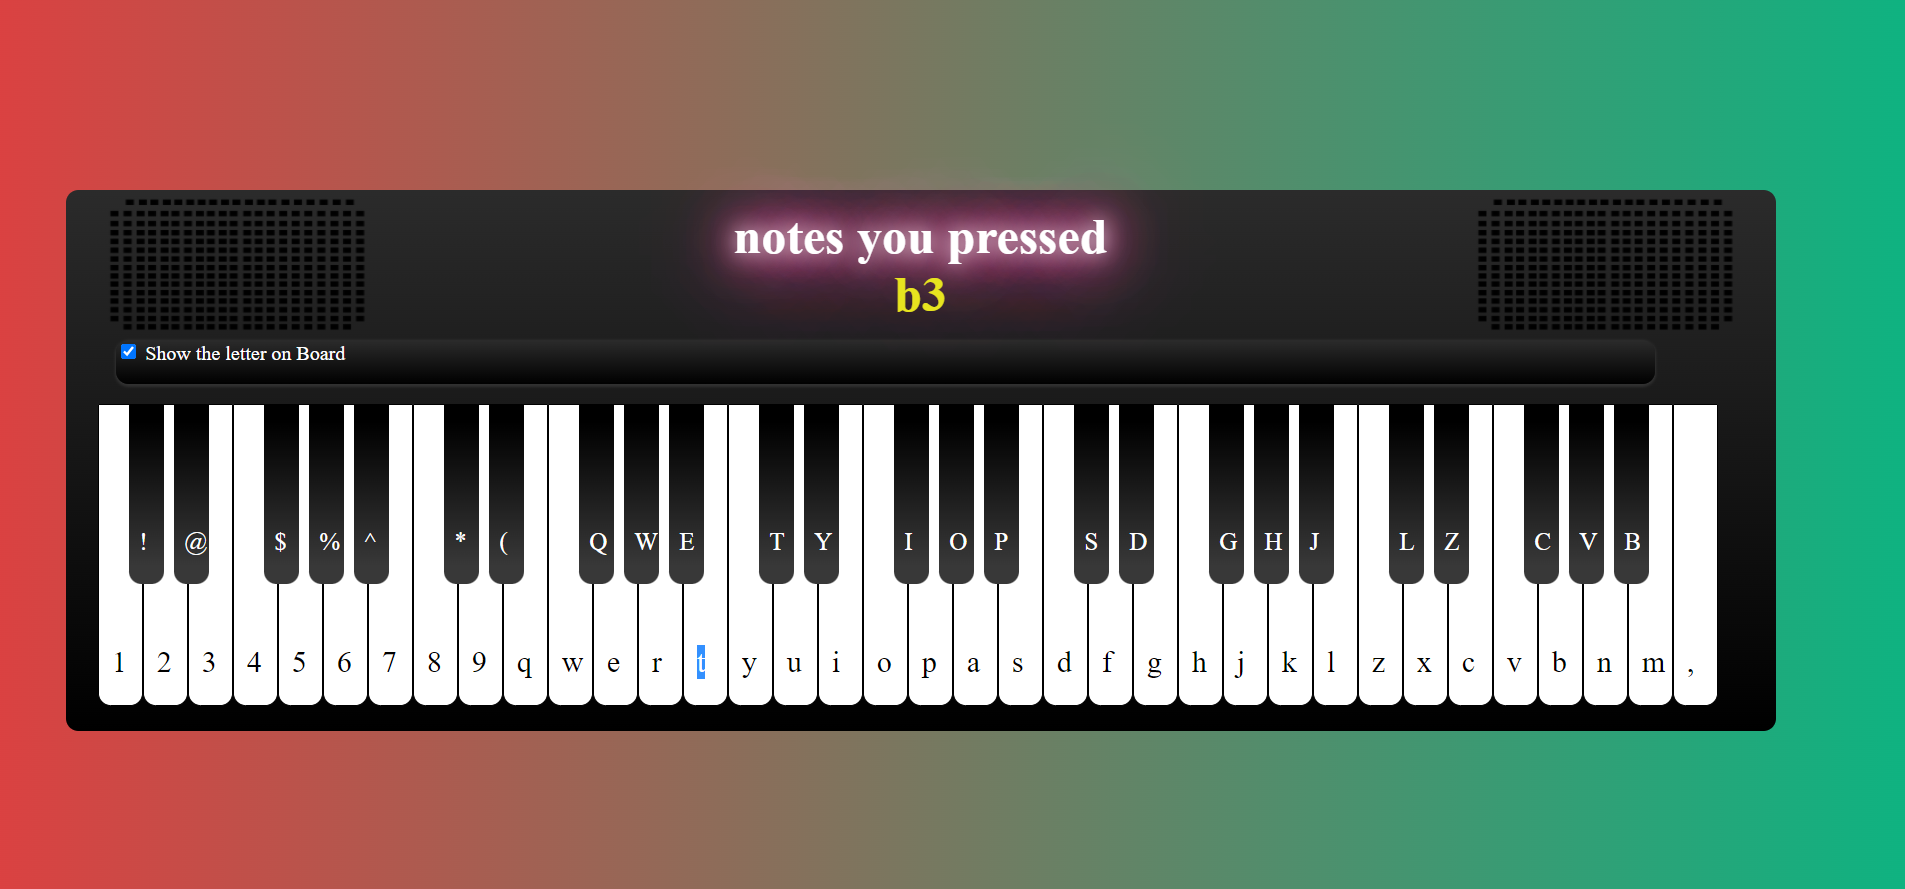 notes you pressed
b3
Show the letter on Board
! @ $ % ^ * ( Q W E T Y I O P S D G H J L Z C V B
1 2 3 4 5 6 7 8 9 q w e r t y u i o p a s d f g h j k l z x c v b n m ,